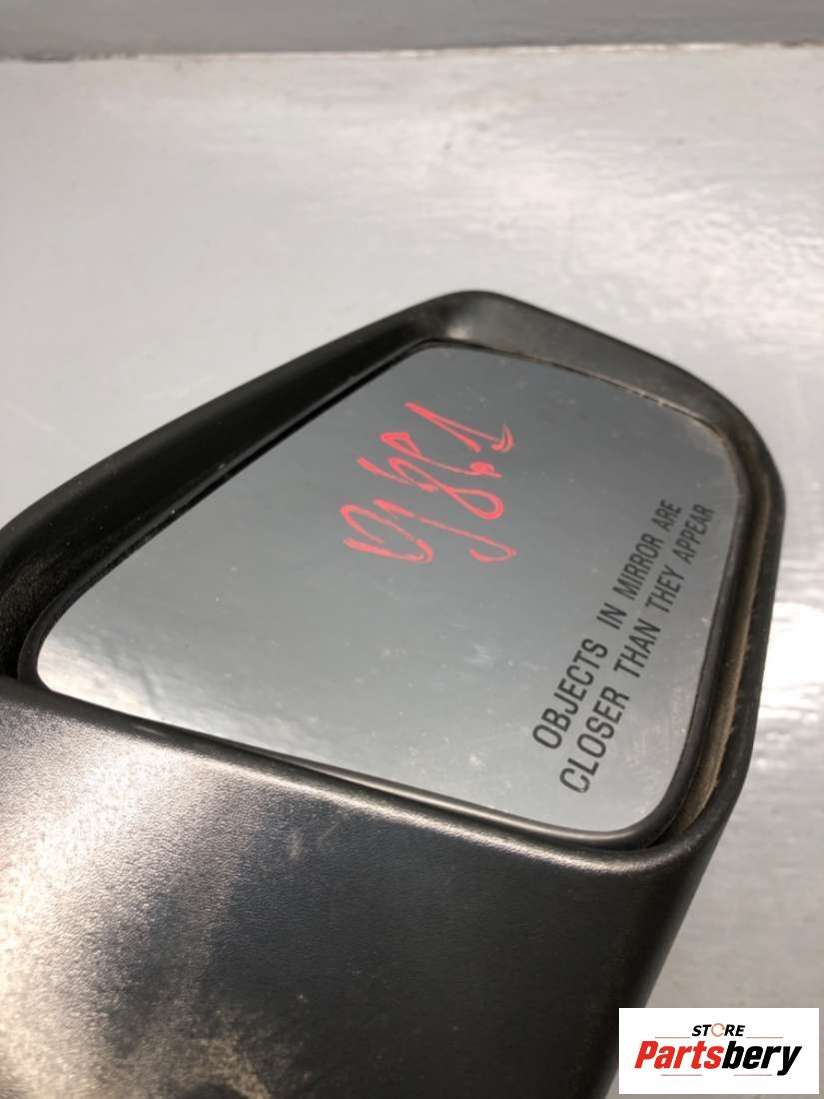 OBJECTS IN MIRROR ARE
CLOSER THAN THEY APPEAR
STORE
Partsbery